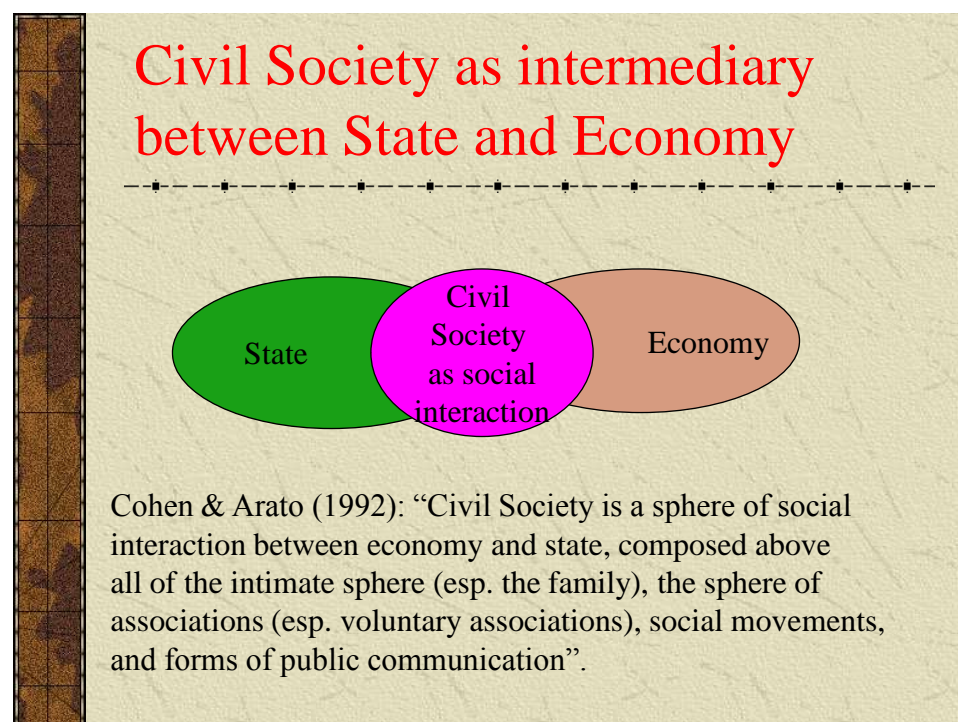 Civil Society as intermediary
between State and Economy
State
Civil
Society
as social
interaction
Economy
Cohen & Arato (1992): “Civil Society is a sphere of social
interaction between economy and state, composed above
all of the intimate sphere (esp. the family), the sphere of
associations (esp. voluntary associations), social movements,
and forms of public communication”.